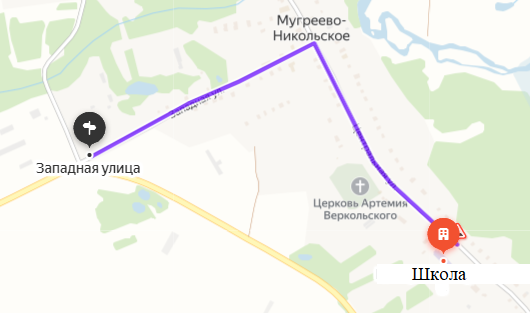 Мугреево-
Никольское
Западная улица
Церковь Артемия
Веркольского
Школа